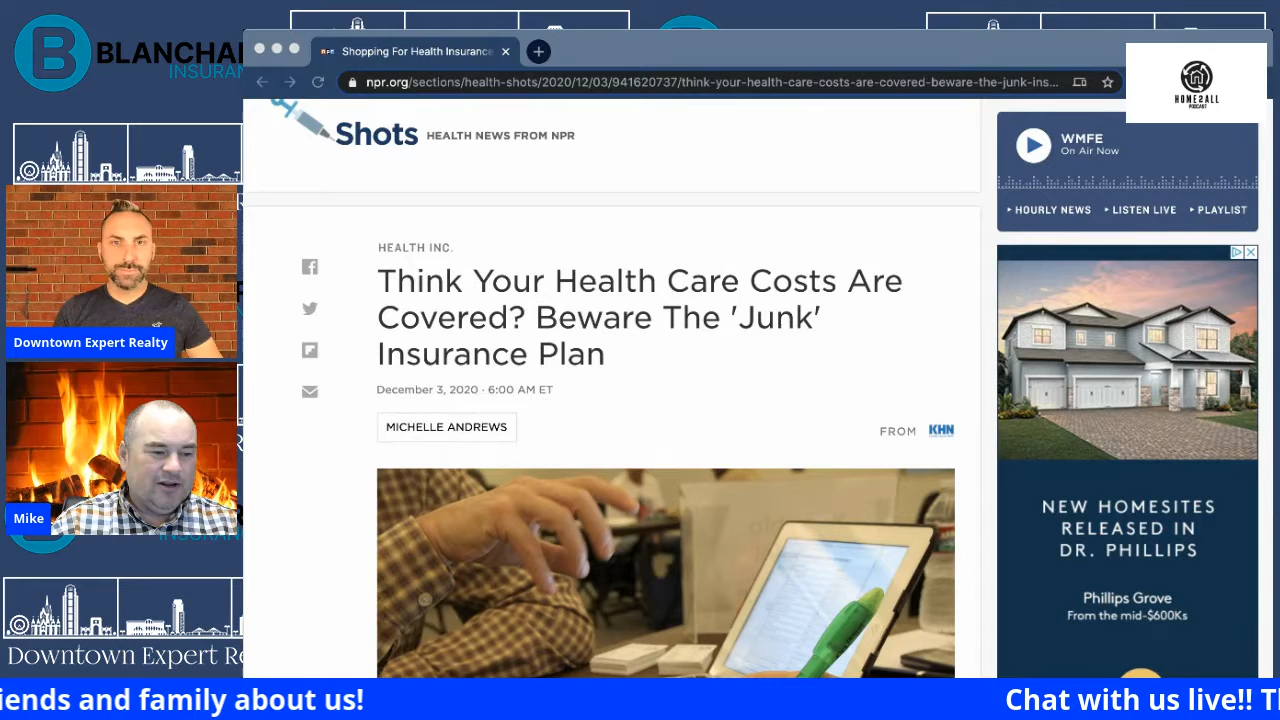 BLANCHA
INSURAN
Shopping For Health Insurance
npr.org/sections/health-shots/2020/12/03/941620737/think-your-health-care-costs-are-covered-beware-the-junk-ins...
HOME2ALL
PODCAST
Shots HEALTH NEWS FROM NPR
WMFE
On Air Now
HOURLY NEWS LISTEN LIVE PLAYLIST
HEALTH INC.
Think Your Health Care Costs Are
Covered? Beware The 'Junk'
Insurance Plan
December 3, 2020 · 6:00 AM ET
MICHELLE ANDREWS
FROM KHN
Downtown Expert Realty
Mike
INSURAN
NEW HOMESITES
RELEASED IN
DR. PHILLIPS
Phillips Grove
From the mid-$600Ks
Downtown Expert Re
iends and family about us!
Chat with us live!! Th